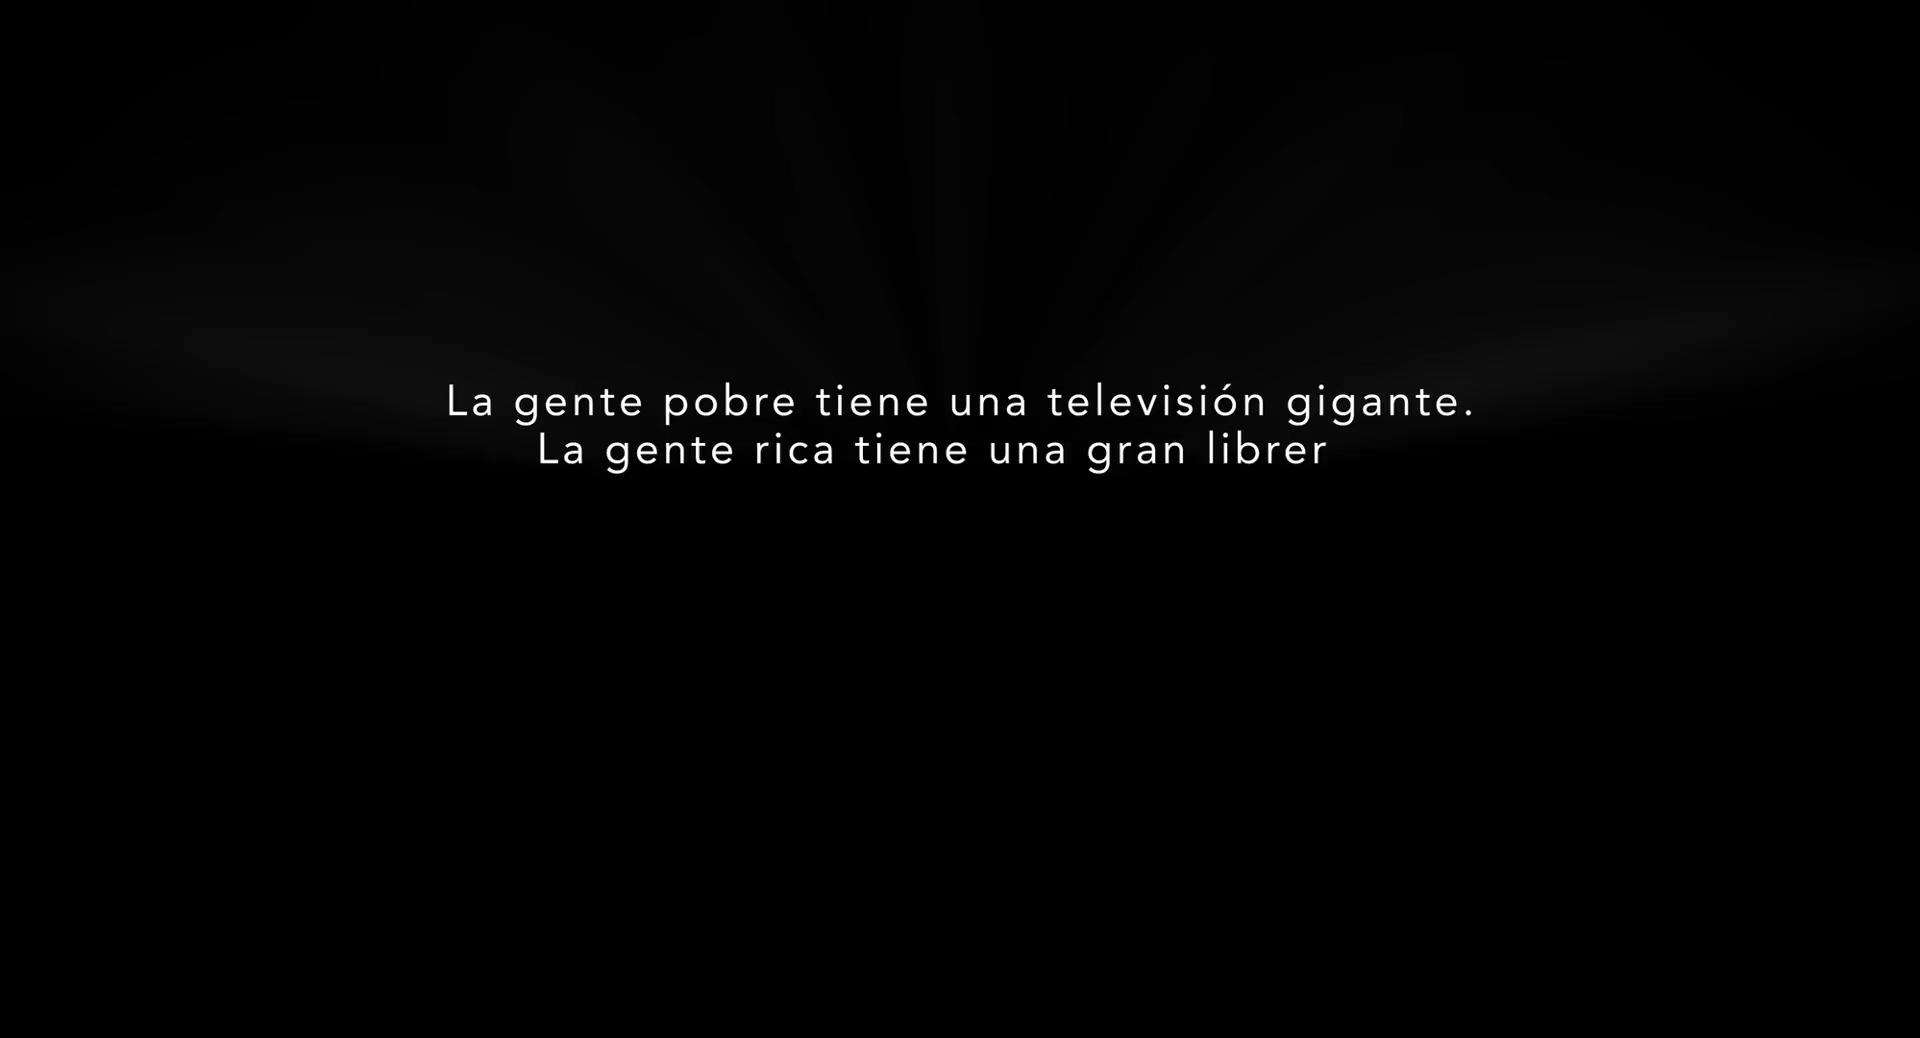 La gente pobre tiene una televisión gigante.
La gente rica tiene una gran librer